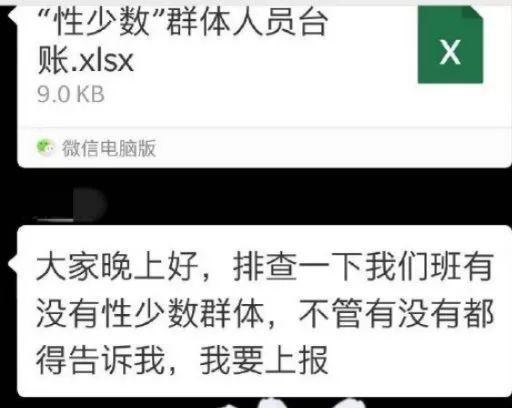 “性少数”群体人员台
账.xlsx
X
9.0 KB
微信电脑版
大家晚上好，排查一下我们班有
没有性少数群体，不管有没有都
得告诉我，我要上报